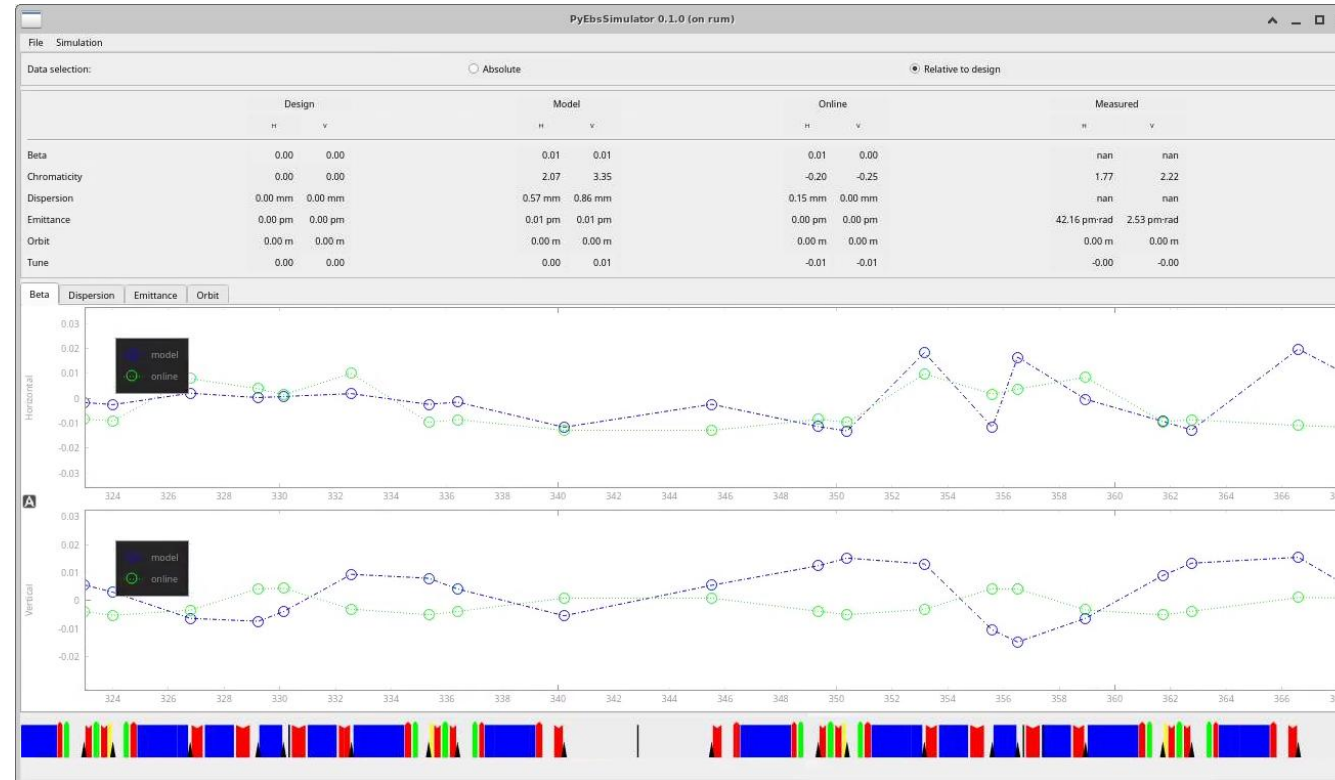 PyEbsSimulator 0.1.0 (on rum)
File Simulation
Data selection: Absolute Relative to design
Design Model Online Measured
H V H V H V H V
Beta 0.00 0.00 0.01 0.01 0.01 0.00 nan nan
Chromaticity 0.00 0.00 2.07 3.35 -0.20 -0.25 1.77 2.22
Dispersion 0.00 mm 0.00 mm 0.57 mm 0.86 mm 0.15 mm 0.00 mm nan nan
Emittance 0.00 pm 0.00 pm 0.01 pm 0.01 pm 0.00 pm 0.00 pm 42.16 pm·rad 2.53 pm·rad
Orbit 0.00 m 0.00 m 0.00 m 0.00 m 0.00 m 0.00 m 0.00 m 0.00 m
Tune 0.00 0.00 0.00 0.01 -0.01 -0.01 -0.00 -0.00
Beta Dispersion Emittance Orbit
Horizontal
0.03
0.02
0.01
0
-0.01
-0.02
-0.03
model
online
324 326 328 330 332 334 336 338 340 342 344 346 348 350 352 354 356 358 360 362 364 366 3
A
Vertical
0.03
0.02
0.01
0
-0.01
-0.02
model
online
324 326 328 330 332 334 336 338 340 342 344 346 348 350 352 354 356 358 360 362 364 366 3